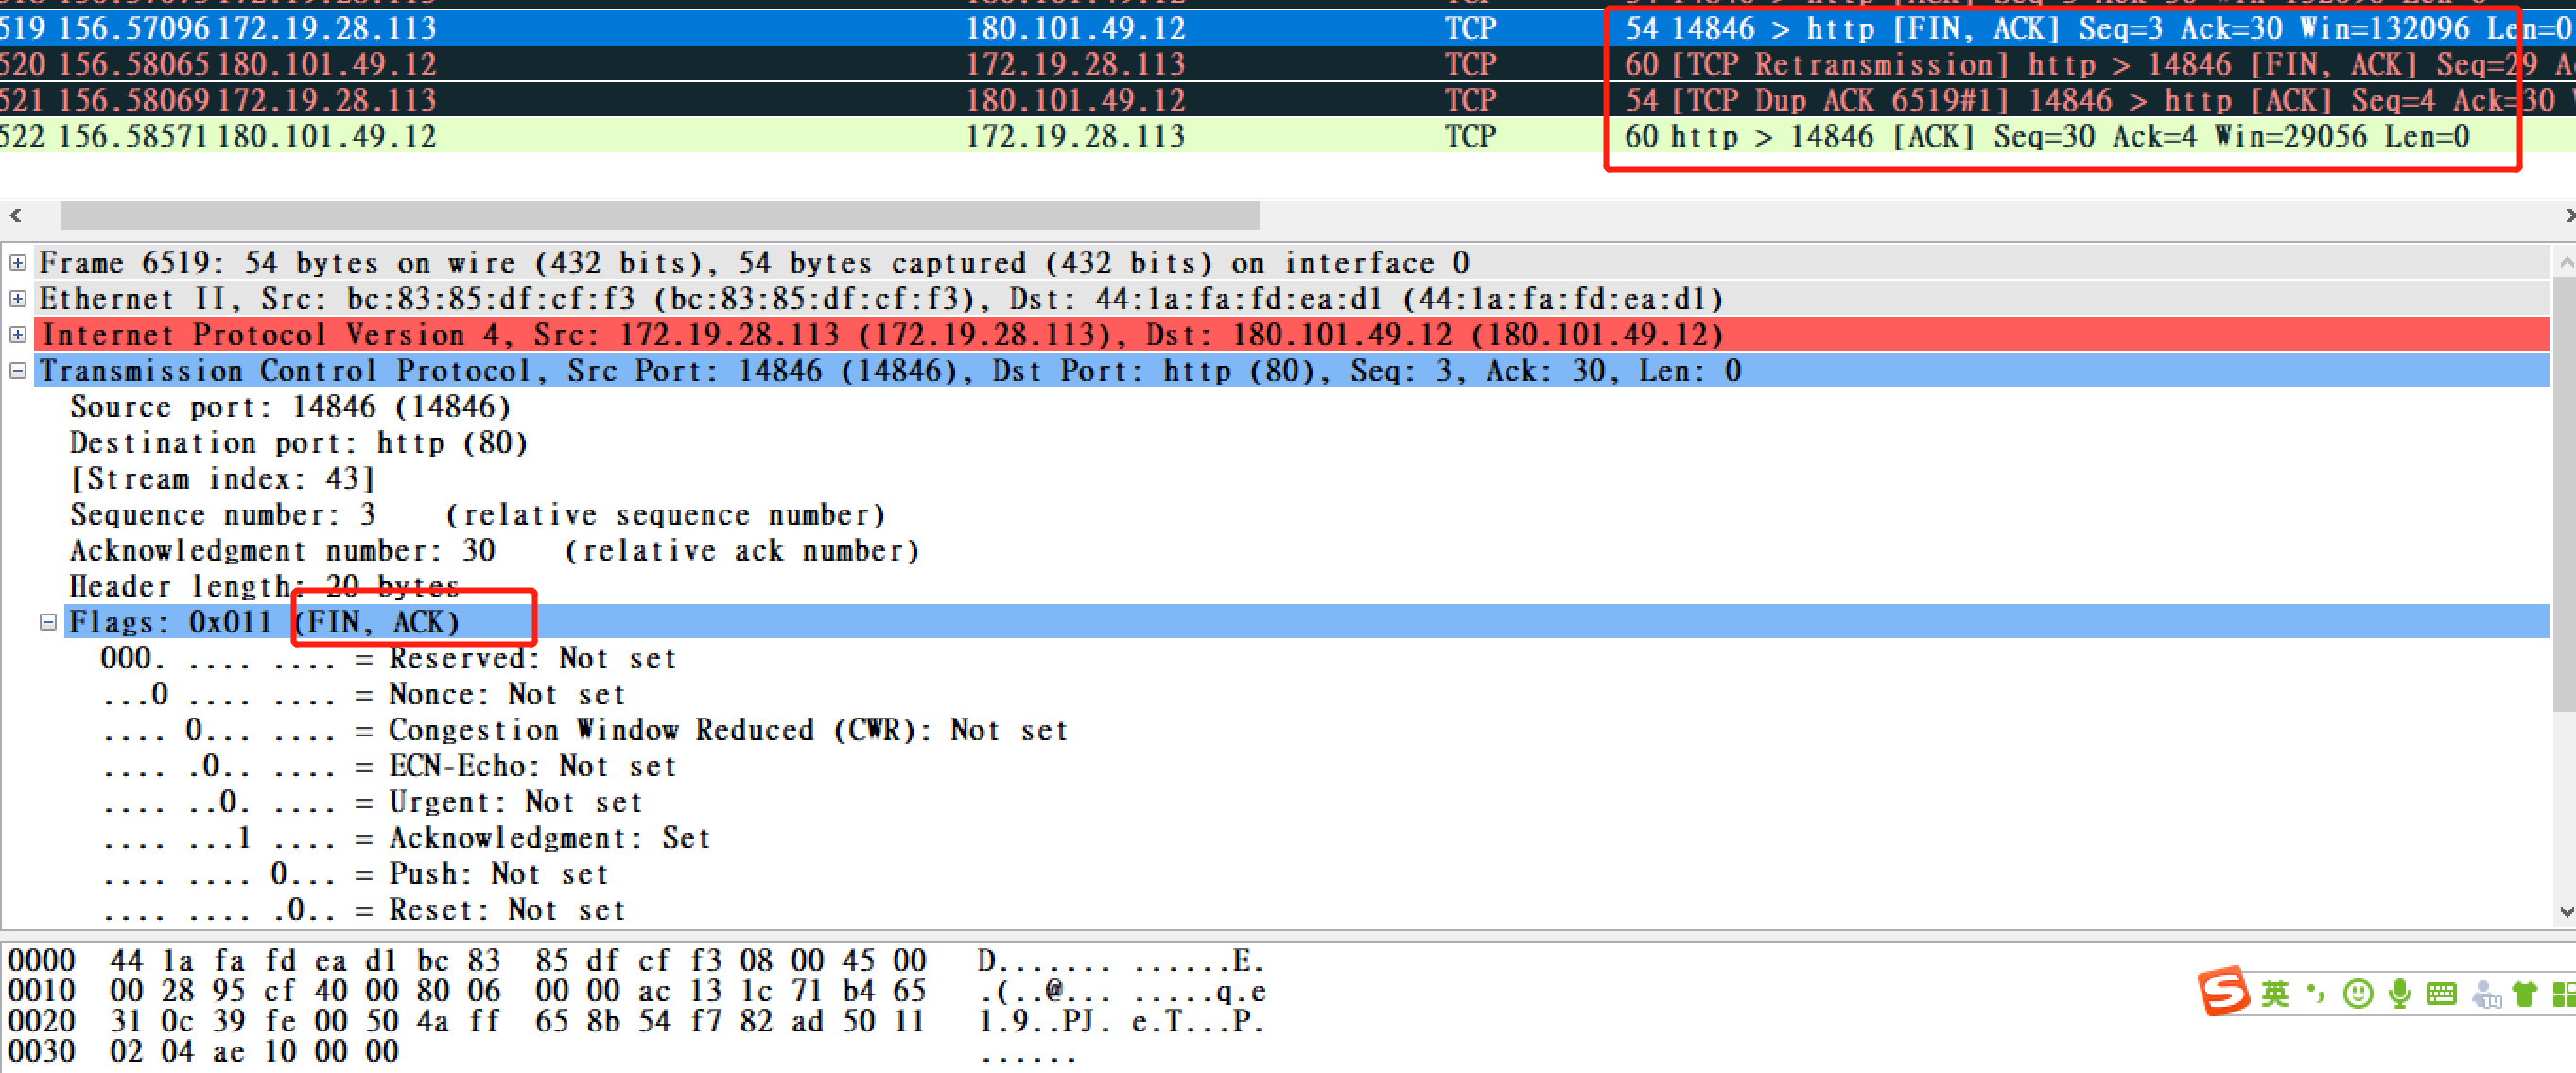 519 156.57096 172.19.28.113 180.101.49.12 TCP 54 14846 > http [FIN, ACK] Seq=3 Ack=30 Win=132096 Len=0
520 156.58065 180.101.49.12 172.19.28.113 TCP 60 [TCP Retransmission] http > 14846 [FIN, ACK] Seq=29 A
521 156.58069 172.19.28.113 180.101.49.12 TCP 54 [TCP Dup ACK 6519#1] 14846 > http [ACK] Seq=4 Ack=30
522 156.58571 180.101.49.12 172.19.28.113 TCP 60 http > 14846 [ACK] Seq=30 Ack=4 Win=29056 Len=0
Frame 6519: 54 bytes on wire (432 bits), 54 bytes captured (432 bits) on interface 0
Ethernet II, Src: bc:83:85:df:cf:f3 (bc:83:85:df:cf:f3), Dst: 44:1a:fa:fd:ea:d1 (44:1a:fa:fd:ea:d1)
Internet Protocol Version 4, Src: 172.19.28.113 (172.19.28.113), Dst: 180.101.49.12 (180.101.49.12)
Transmission Control Protocol, Src Port: 14846 (14846), Dst Port: http (80), Seq: 3, Ack: 30, Len: 0
Source port: 14846 (14846)
Destination port: http (80)
[Stream index: 43]
Sequence number: 3 (relative sequence number)
Acknowledgment number: 30 (relative ack number)
Header length: 20 bytes
Flags: 0x011 (FIN, ACK)
000. .... .... = Reserved: Not set
...0 .... .... = Nonce: Not set
.... 0... .... = Congestion Window Reduced (CWR): Not set
.... .0.. .... = ECN-Echo: Not set
.... ..0. .... = Urgent: Not set
.... ...1 .... = Acknowledgment: Set
.... .... 0... = Push: Not set
.... .... .0.. = Reset: Not set
0000 44 1a fa fd ea d1 bc 83 85 df cf f3 08 00 45 00 D....... ......E.
0010 00 28 95 cf 40 00 80 06 00 00 ac 13 1c 71 b4 65 .(..@... .....q.e
0020 31 0c 39 fe 00 50 4a ff 65 8b 54 f7 82 ad 50 11 1.9..PJ. e.T...P.
0030 02 04 ae 10 00 00 ......
英